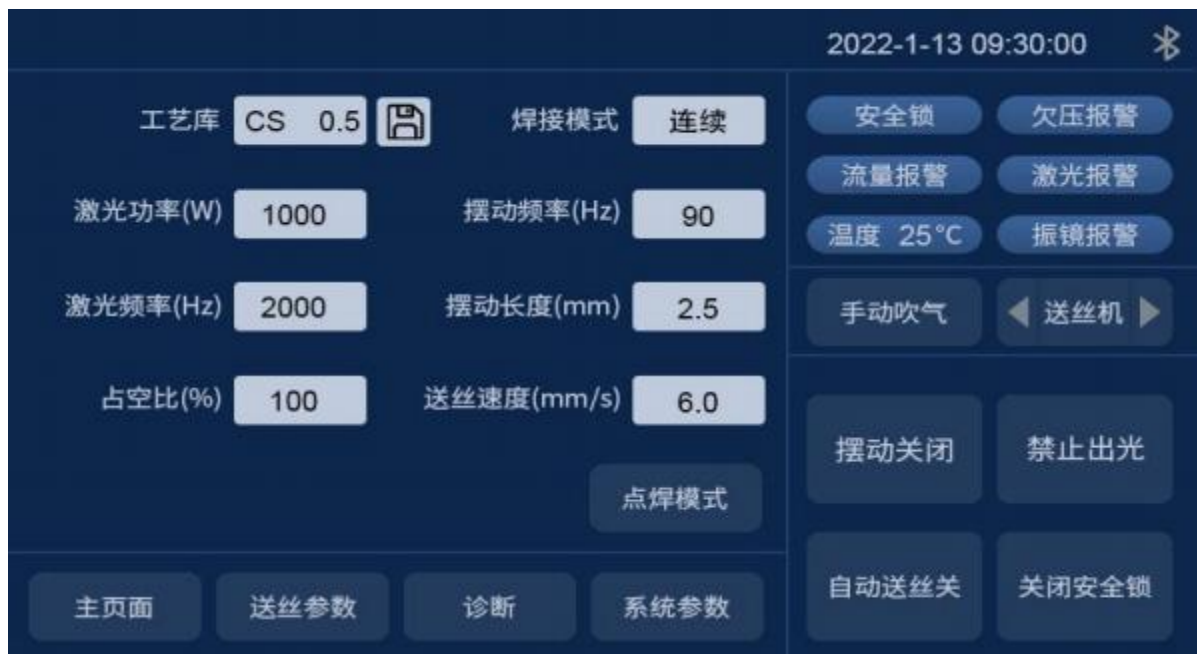 2022-1-13 09:30:00
工艺库 CS 0.5 焊接模式 连续
激光功率(W) 1000 摆动频率(Hz) 90
激光频率(Hz) 2000 摆动长度(mm) 2.5
占空比(%) 100 送丝速度(mm/s) 6.0
点焊模式
主页面 送丝参数 诊断 系统参数
安全锁 欠压报警
流量报警 激光报警
温度 25°C 振镜报警
手动吹气 送丝机
摆动关闭 禁止出光
自动送丝关 关闭安全锁